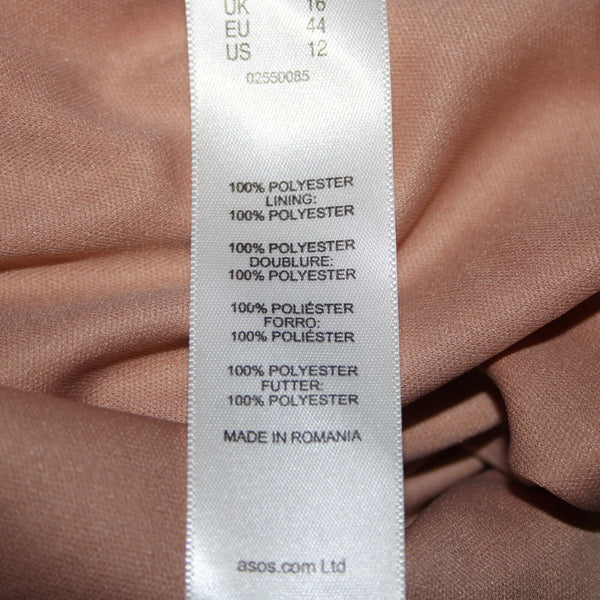 UK 16
EU 44
US 12
02550085
100% POLYESTER
LINING:
100% POLYESTER
100% POLYESTER
DOUBLURE:
100% POLYESTER
100% POLIÉSTER
FORRO:
100% POLIÉSTER
100% POLYESTER
FUTTER:
100% POLYESTER
MADE IN ROMANIA
asos.com Ltd